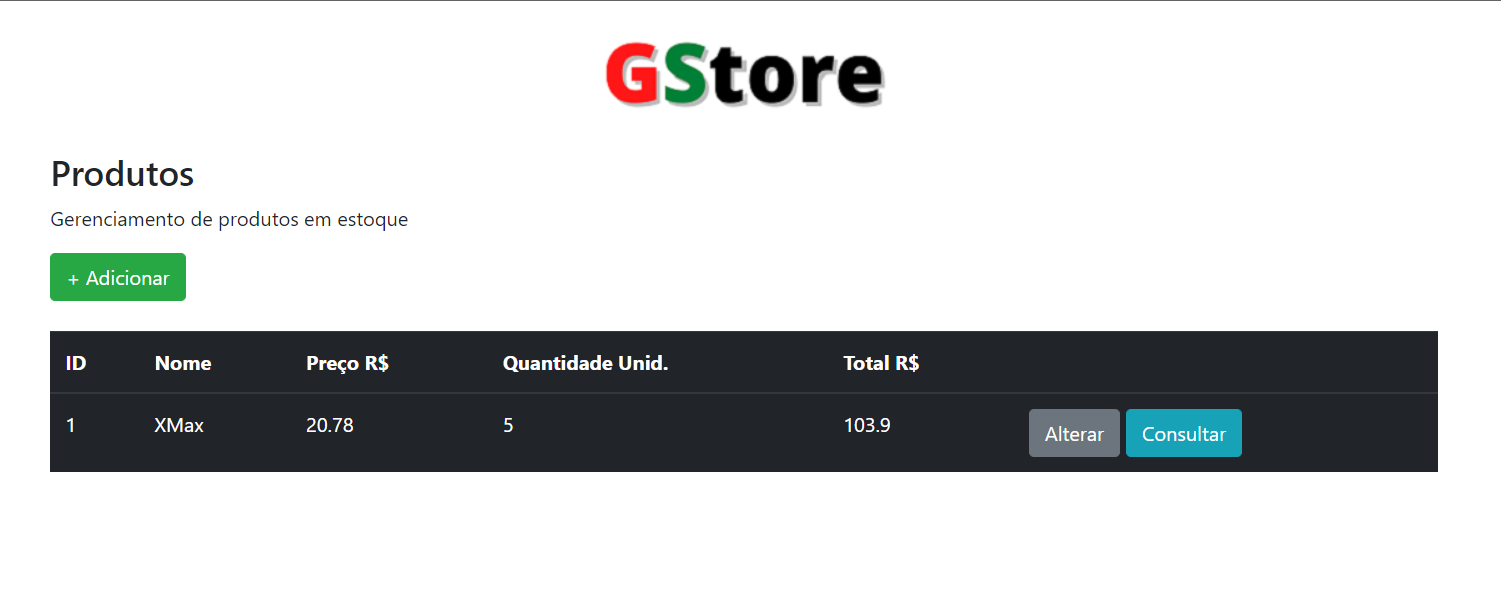 GStore
Produtos
Gerenciamento de produtos em estoque
+ Adicionar
ID Nome Preço R$ Quantidade Unid. Total R$
1 XMax 20.78 5 103.9 Alterar Consultar